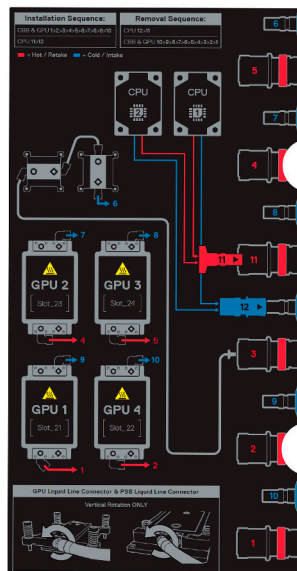 Installation Sequence:
CBB & GPU 1>2>3>4>5>6>7>8>9>10
CPU 11>12
Removal Sequence:
CPU 12>11
CBB & GPU 10>9>8>7>6>5>4>3>2>1
= Hot / Retake
= Cold / Intake
CPU
2
CPU
1
6
7
8
GPU 2
Slot_23
GPU 3
Slot_24
4
5
9
10
GPU 1
Slot_21
GPU 4
Slot_22
1
2
6
5
7
4
8
11
11
12
3
9
2
10
1
GPU Liquid Line Connector & PSB Liquid Line Connector
Vertical Rotation ONLY